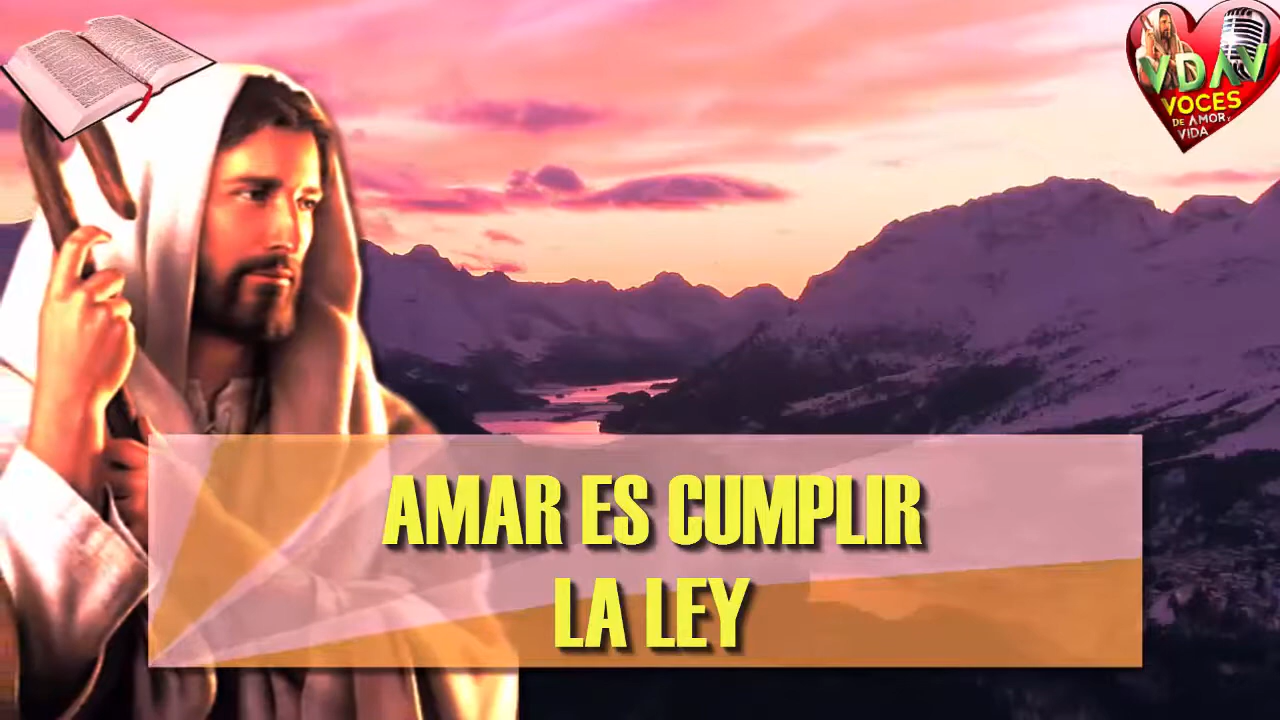 VDAV
VOCES
DE AMOR Y
VIDA
AMAR ES CUMPLIR
LA LEY